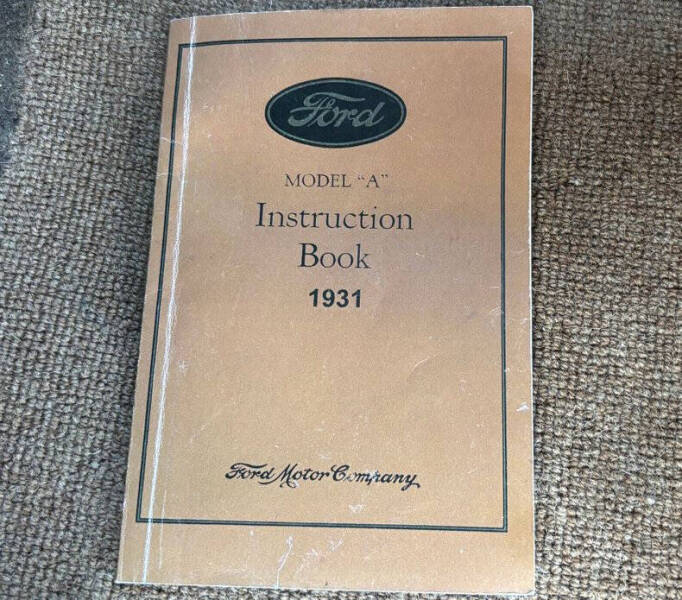 Ford
MODEL "A"
Instruction
Book
1931
Ford Motor Company